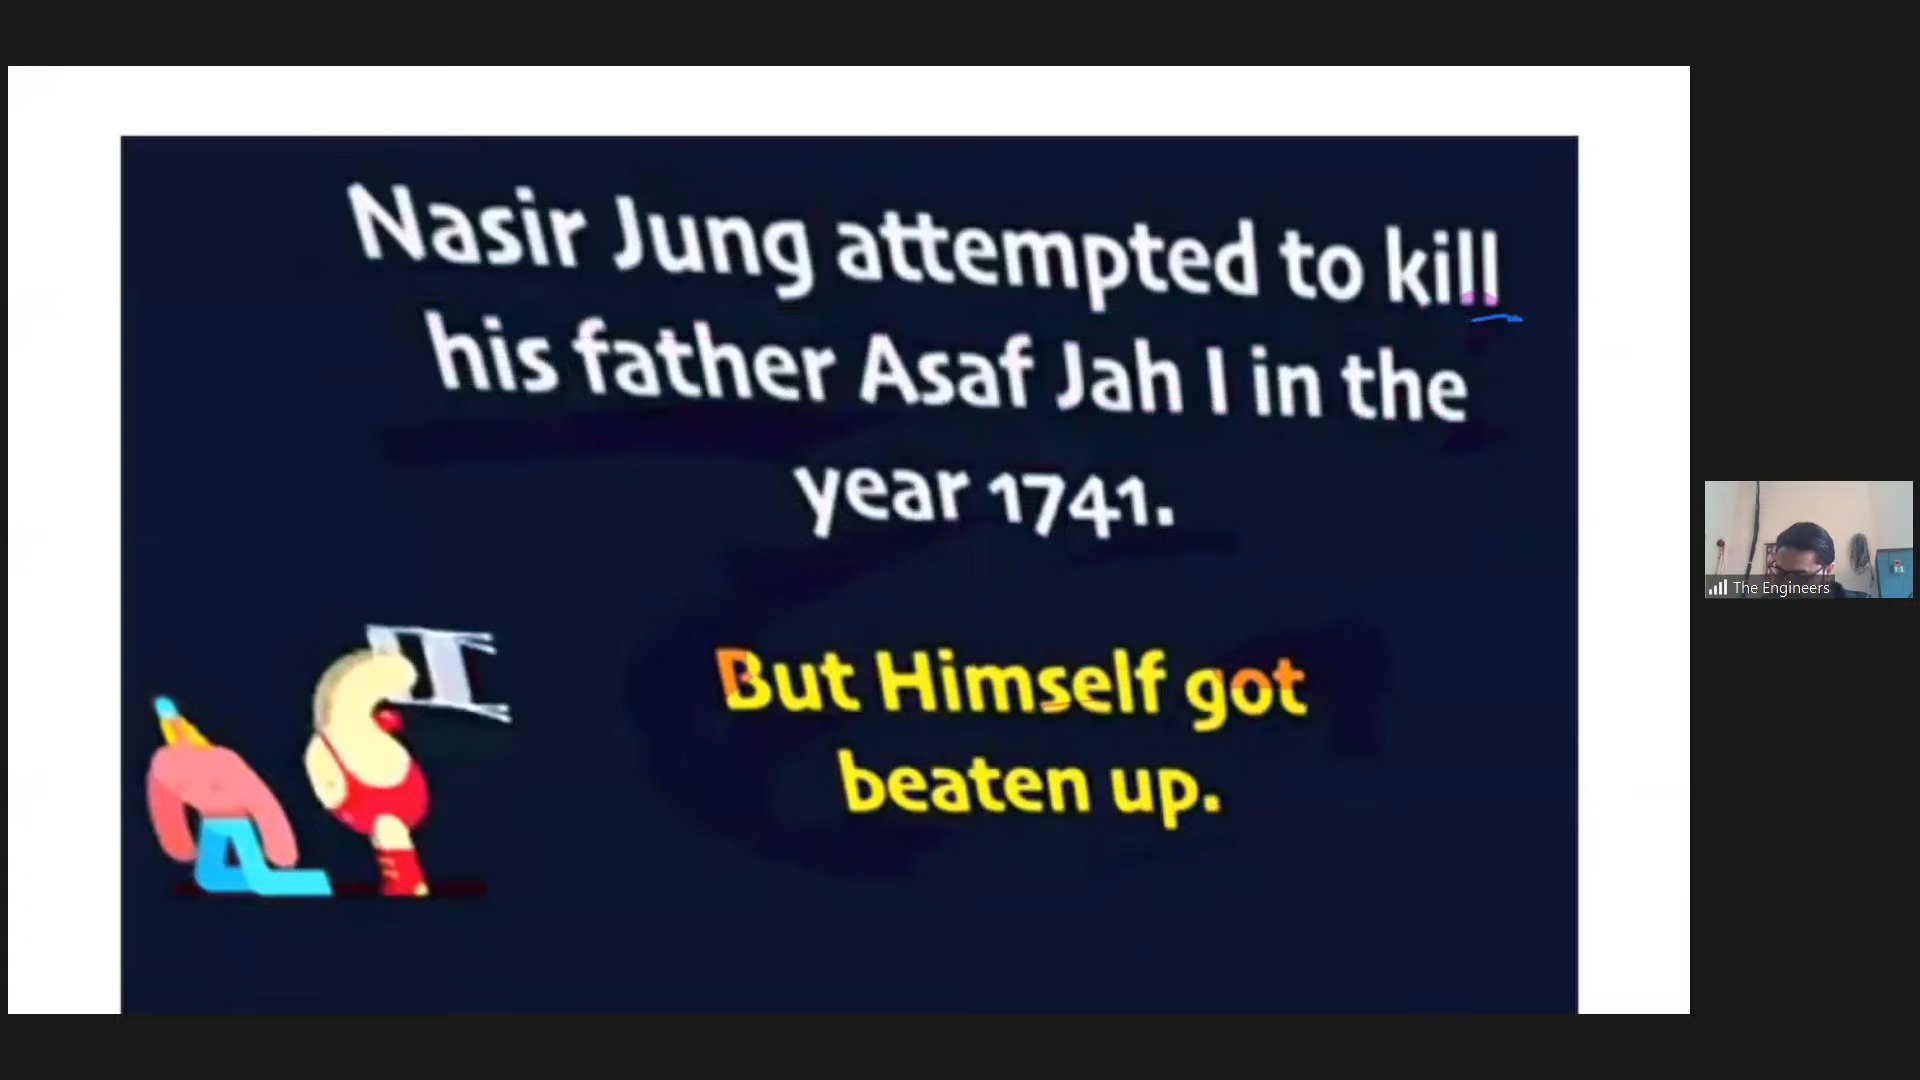 Nasir Jung attempted to kill
his father Asaf Jah I in the
year 1741.
But Himself got
beaten up.
The Engineers